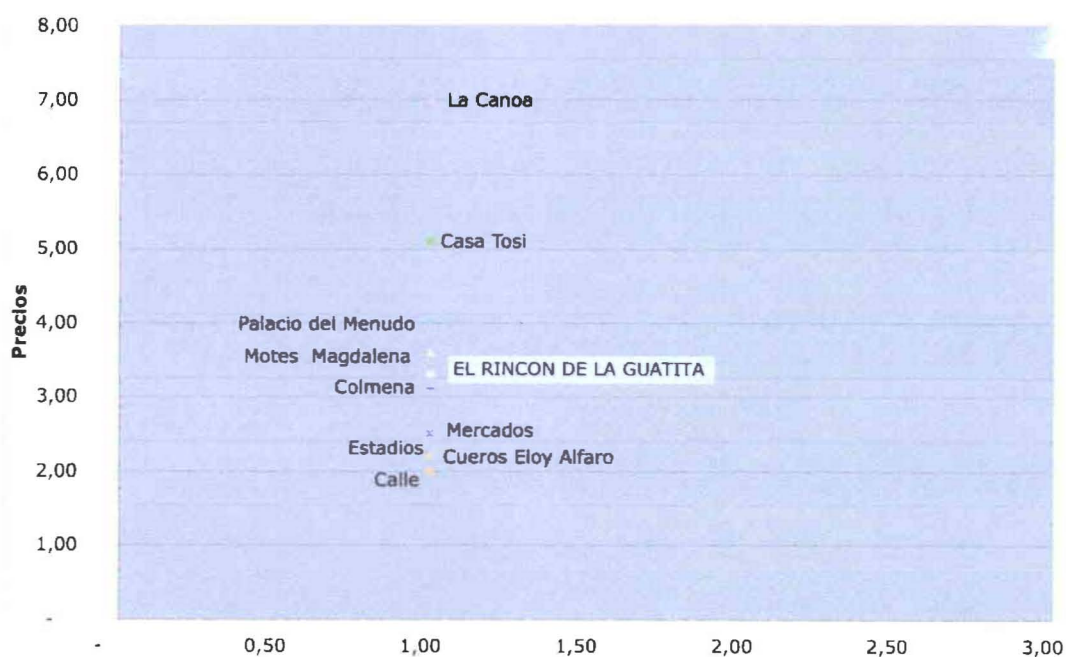 8,00
7,00
La Canoa
6,00
5,00
Casa Tosi
Precios
4,00
Palacio del Menudo
Motes Magdalena
EL RINCON DE LA GUATITA
Colmena
3,00
Mercados
Estadios
Cueros Eloy Alfaro
2,00
Calle
1,00
-
- 0,50 1,00 1,50 2,00 2,50 3,00